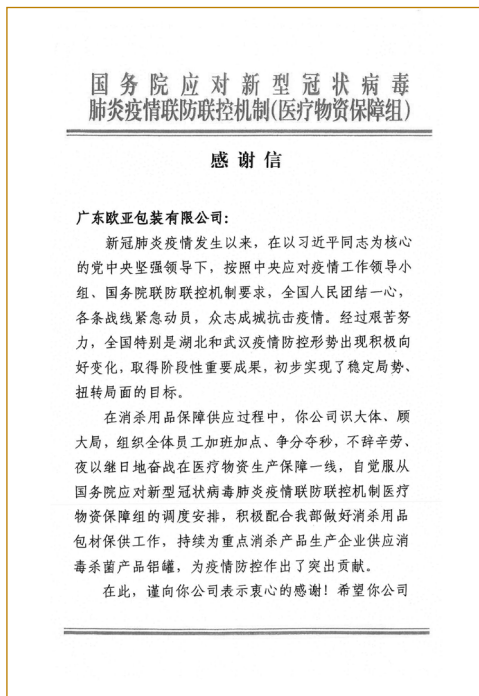 国务院应对新型冠状病毒
肺炎疫情联防联控机制(医疗物资保障组)
感谢信
广东欧亚包装有限公司:
新冠肺炎疫情发生以来，在以习近平同志为核心
的党中央坚强领导下，按照中央应对疫情工作领导小
组、国务院联防联控机制要求，全国人民团结一心，
各条战线紧急动员，众志成城抗击疫情。经过艰苦努
力，全国特别是湖北和武汉疫情防控形势出现积极向
好变化，取得阶段性重要成果，初步实现了稳定局势、
扭转局面的目标。
在消杀用品保障供应过程中，你公司识大体、顾
大局，组织全体员工加班加点、争分夺秒，不辞辛劳、
夜以继日地奋战在医疗物资生产保障一线，自觉服从
国务院应对新型冠状病毒肺炎疫情联防联控机制医疗
物资保障组的调度安排，积极配合我部做好消杀用品
包材保供工作，持续为重点消杀产品生产企业供应消
毒杀菌产品铝罐，为疫情防控作出了突出贡献。
在此，谨向你公司表示衷心的感谢！希望你公司